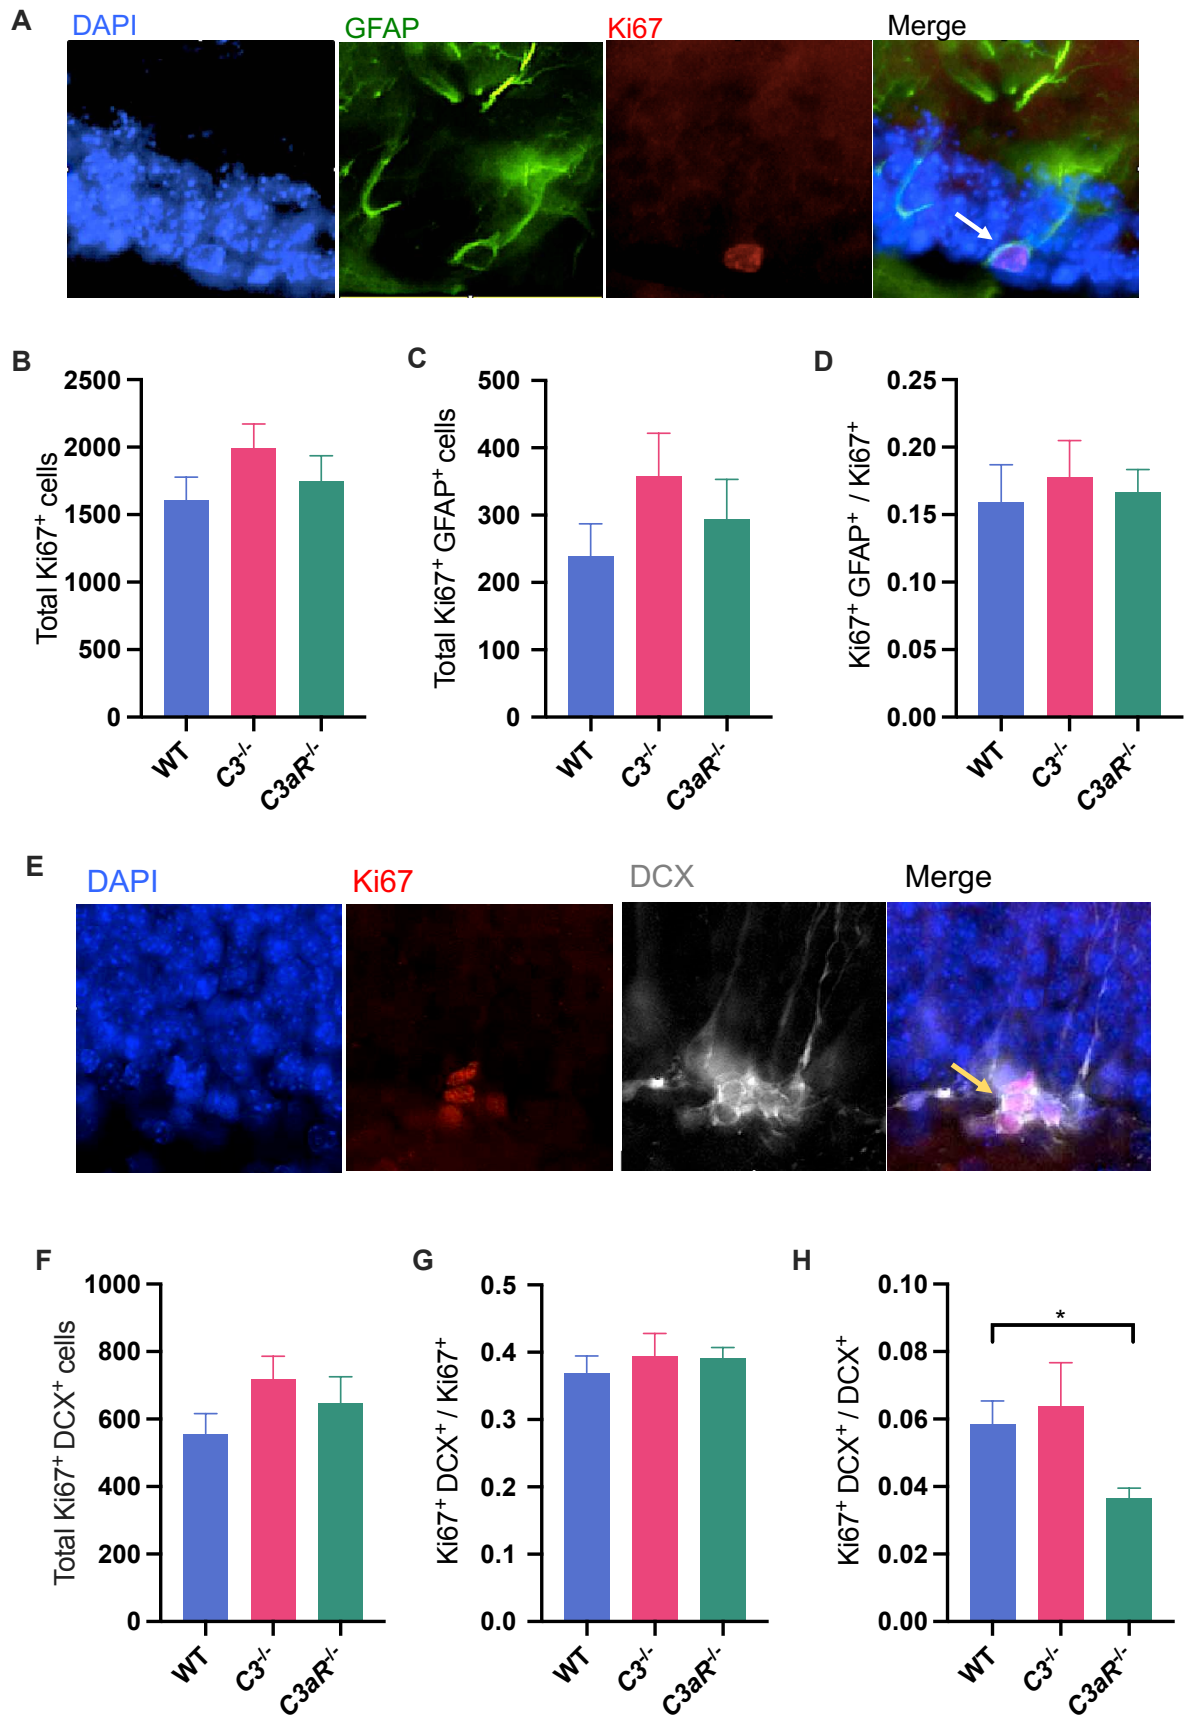 A
DAPI GFAP Ki67 Merge
B
Total Ki67⁺ cells
2500
2000
1500
1000
500
0
WT C3⁻/⁻ C3aR⁻/⁻
C
Total Ki67⁺ GFAP⁺ cells
500
400
300
200
100
0
WT C3⁻/⁻ C3aR⁻/⁻
D
Ki67⁺ GFAP⁺ / Ki67⁺
0.25
0.20
0.15
0.10
0.05
0.00
WT C3⁻/⁻ C3aR⁻/⁻
E
DAPI Ki67 DCX Merge
F
Total Ki67⁺ DCX⁺ cells
1000
800
600
400
200
0
WT C3⁻/⁻ C3aR⁻/⁻
G
Ki67⁺ DCX⁺ / Ki67⁺
0.5
0.4
0.3
0.2
0.1
0.0
WT C3⁻/⁻ C3aR⁻/⁻
H
Ki67⁺ DCX⁺ / DCX⁺
0.10
0.08
0.06
0.04
0.02
0.00
*
WT C3⁻/⁻ C3aR⁻/⁻